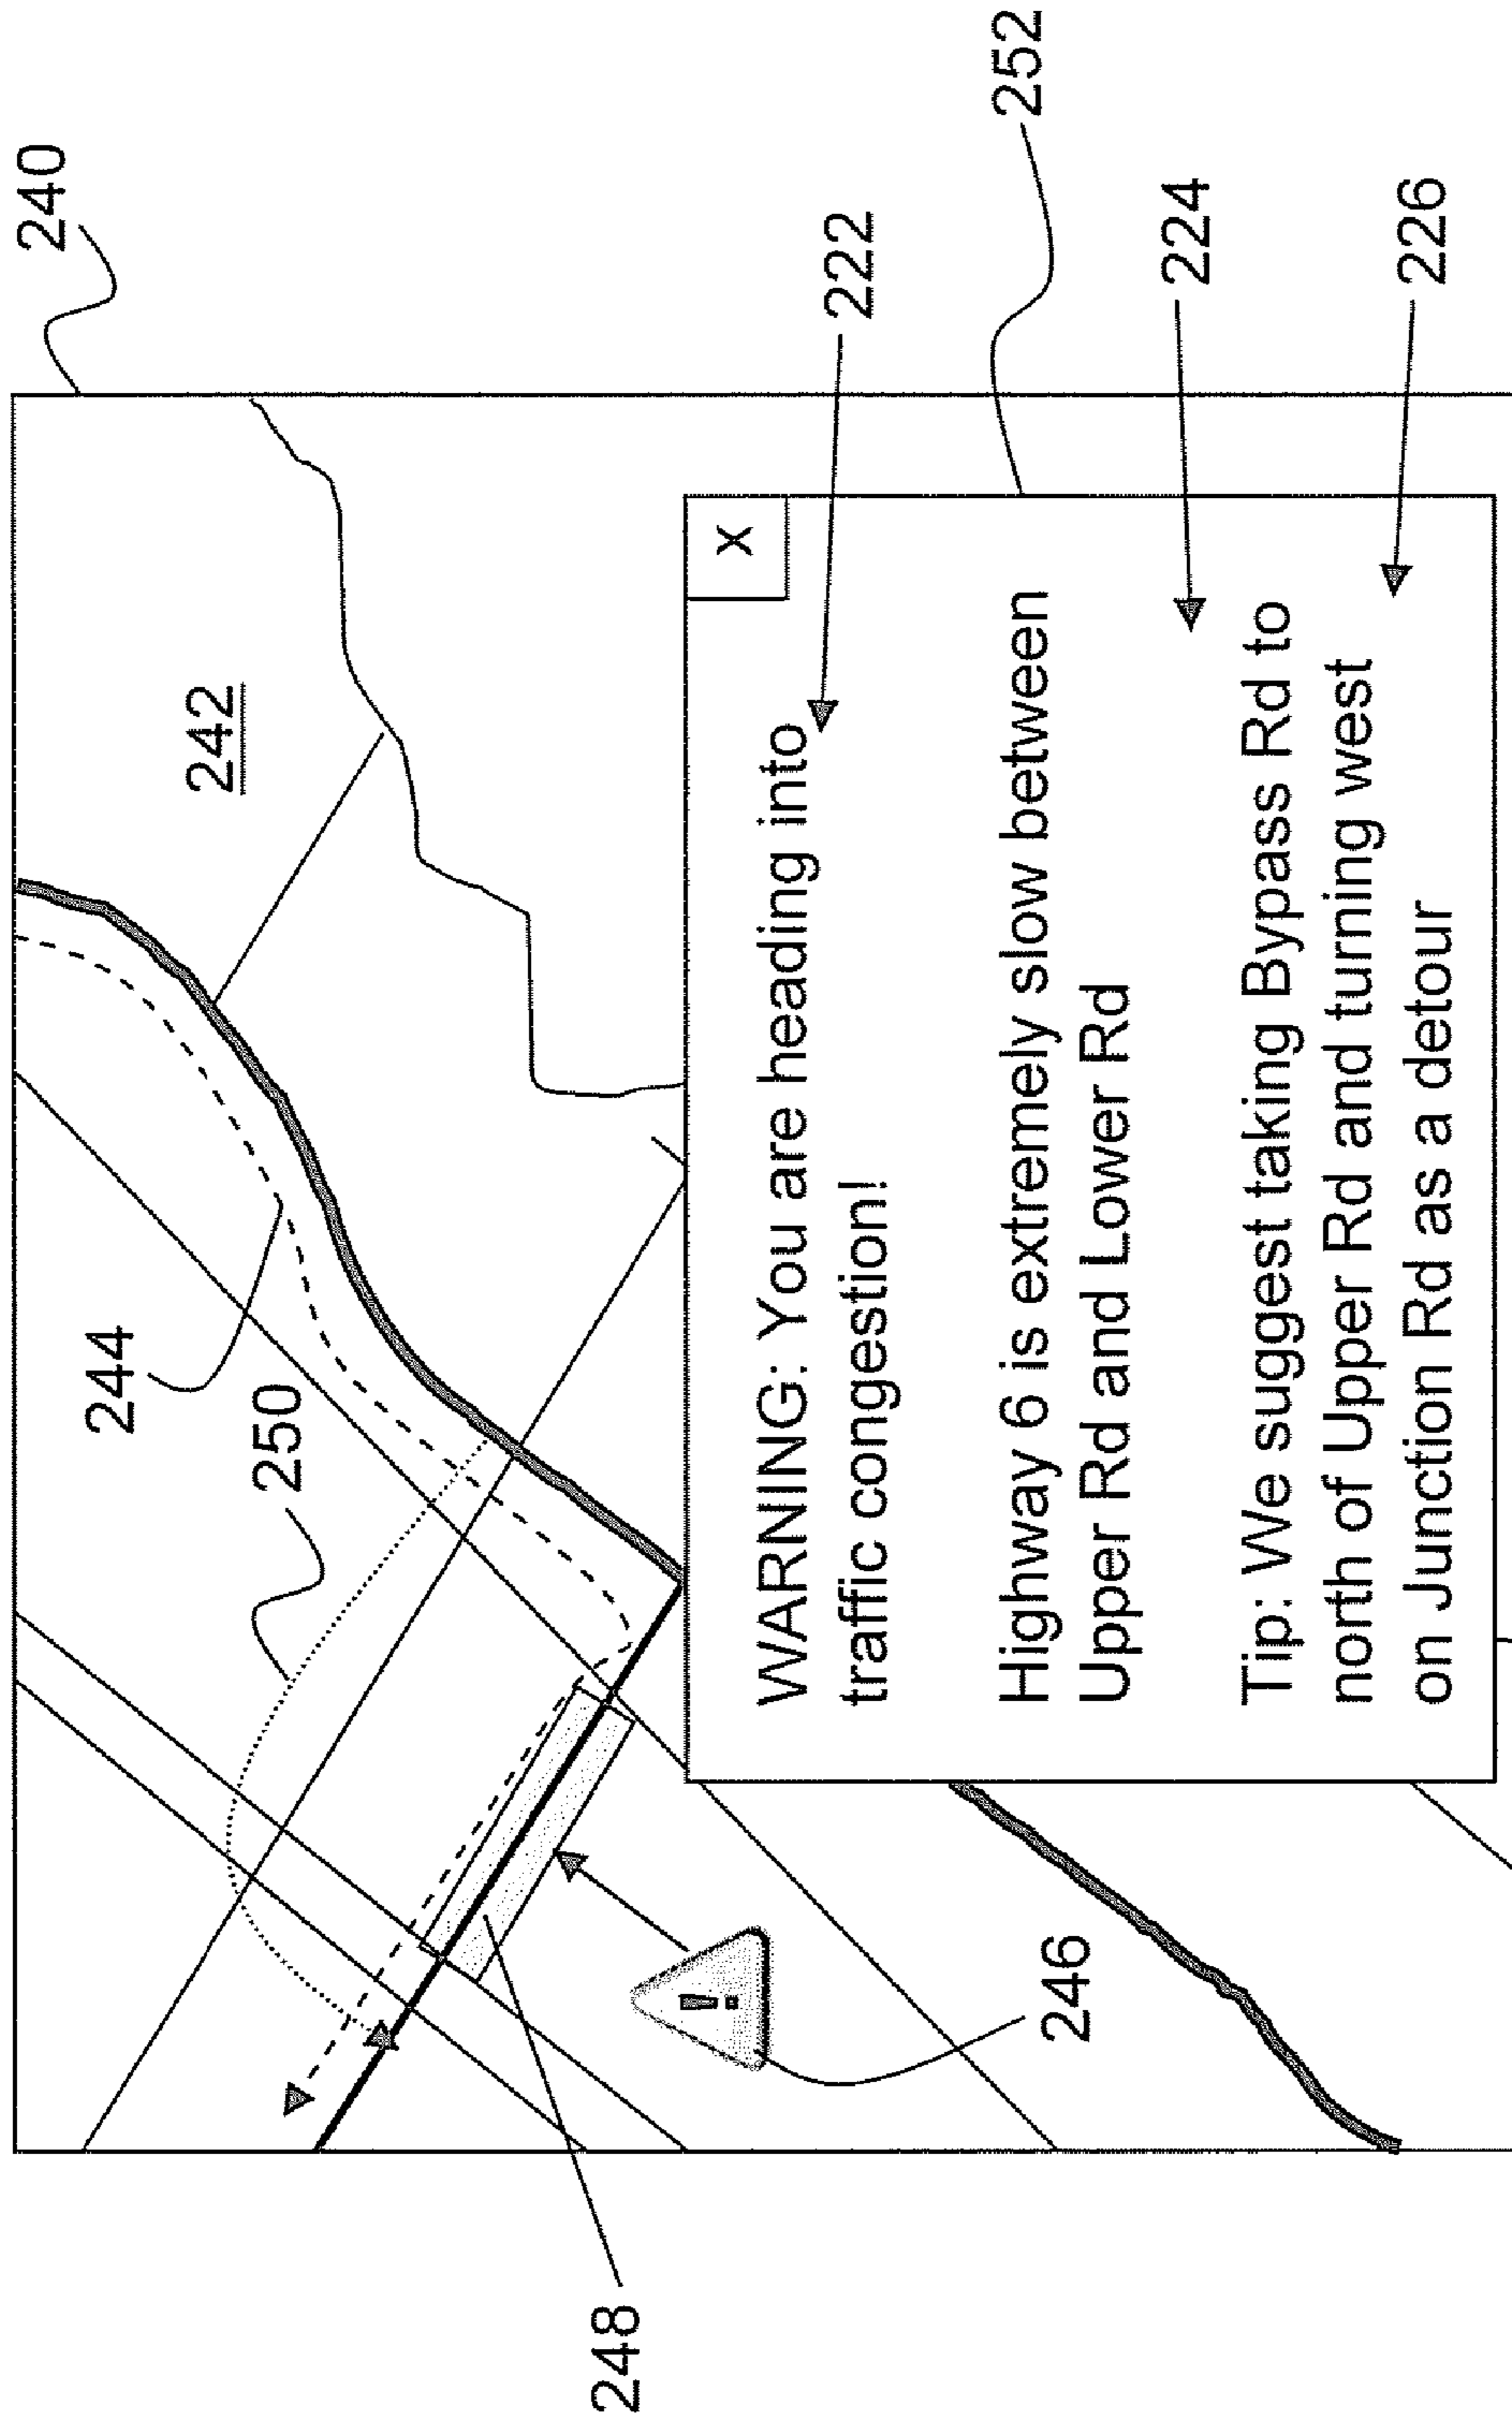 240
242
244
250
X
WARNING: You are heading into
traffic congestion!
222
252
Highway 6 is extremely slow between
Upper Rd and Lower Rd
224
Tip: We suggest taking Bypass Rd to
north of Upper Rd and turning west
on Junction Rd as a detour
226
248
!
246